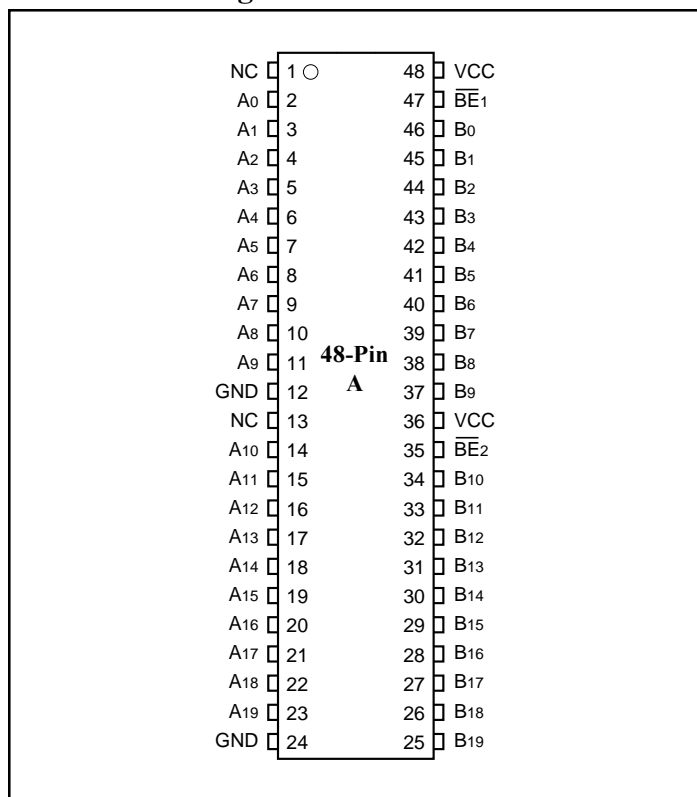 NC 1 48 VCC
A0 2 47 B̅E̅1
A1 3 46 B0
A2 4 45 B1
A3 5 44 B2
A4 6 43 B3
A5 7 42 B4
A6 8 41 B5
A7 9 40 B6
A8 10 39 B7
48-Pin
A9 11 38 B8
A
GND 12 37 B9
NC 13 36 VCC
A10 14 35 B̅E̅2
A11 15 34 B10
A12 16 33 B11
A13 17 32 B12
A14 18 31 B13
A15 19 30 B14
A16 20 29 B15
A17 21 28 B16
A18 22 27 B17
A19 23 26 B18
GND 24 25 B19